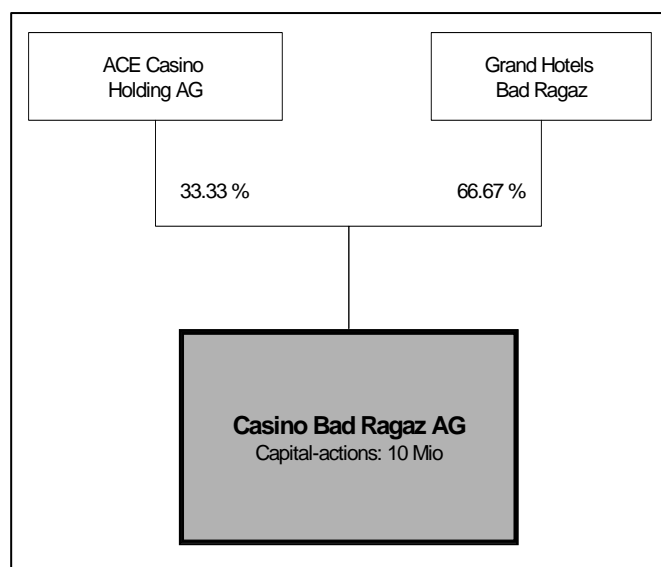 ACE Casino
Holding AG
Grand Hotels
Bad Ragaz
33.33 %
66.67 %
Casino Bad Ragaz AG
Capital-actions: 10 Mio